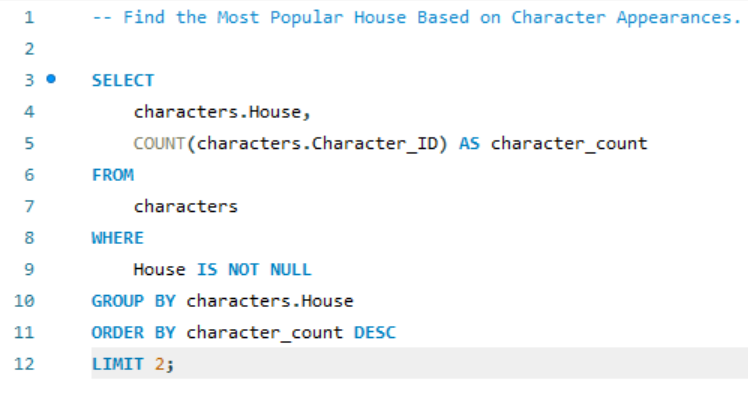 1 -- Find the Most Popular House Based on Character Appearances.
2
3 SELECT
4 characters.House,
5 COUNT(characters.Character_ID) AS character_count
6 FROM
7 characters
8 WHERE
9 House IS NOT NULL
10 GROUP BY characters.House
11 ORDER BY character_count DESC
12 LIMIT 2;